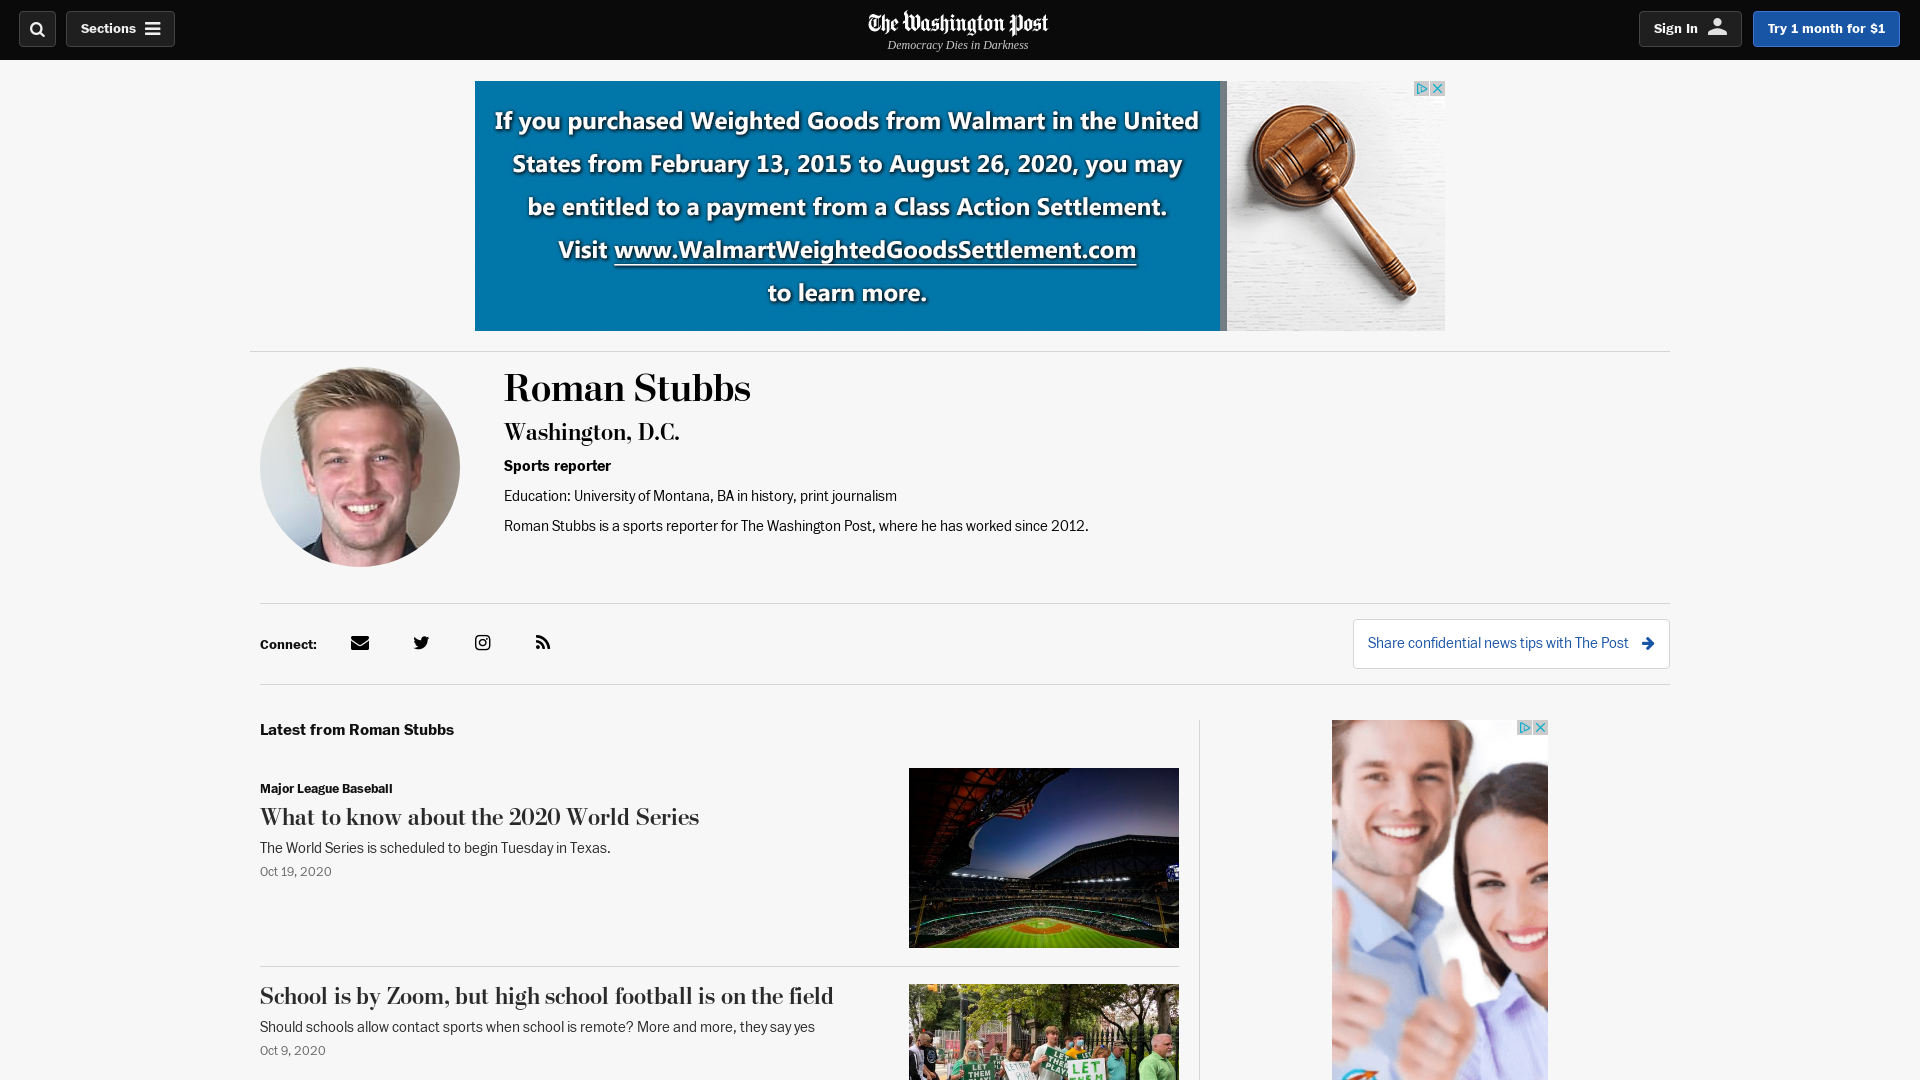 Sections
The Washington Post
Democracy Dies in Darkness
Sign In
Try 1 month for $1
If you purchased Weighted Goods from Walmart in the United
States from February 13, 2015 to August 26, 2020, you may
be entitled to a payment from a Class Action Settlement.
Visit www.WalmartWeightedGoodsSettlement.com
to learn more.
Roman Stubbs
Washington, D.C.
Sports reporter
Education: University of Montana, BA in history, print journalism
Roman Stubbs is a sports reporter for The Washington Post, where he has worked since 2012.
Connect:
Share confidential news tips with The Post
Latest from Roman Stubbs
Major League Baseball
What to know about the 2020 World Series
The World Series is scheduled to begin Tuesday in Texas.
Oct 19, 2020
School is by Zoom, but high school football is on the field
Should schools allow contact sports when school is remote? More and more, they say yes
Oct 9, 2020
LET
THEM
PLAY!
LET
THEM
PLAY
LET
THEM